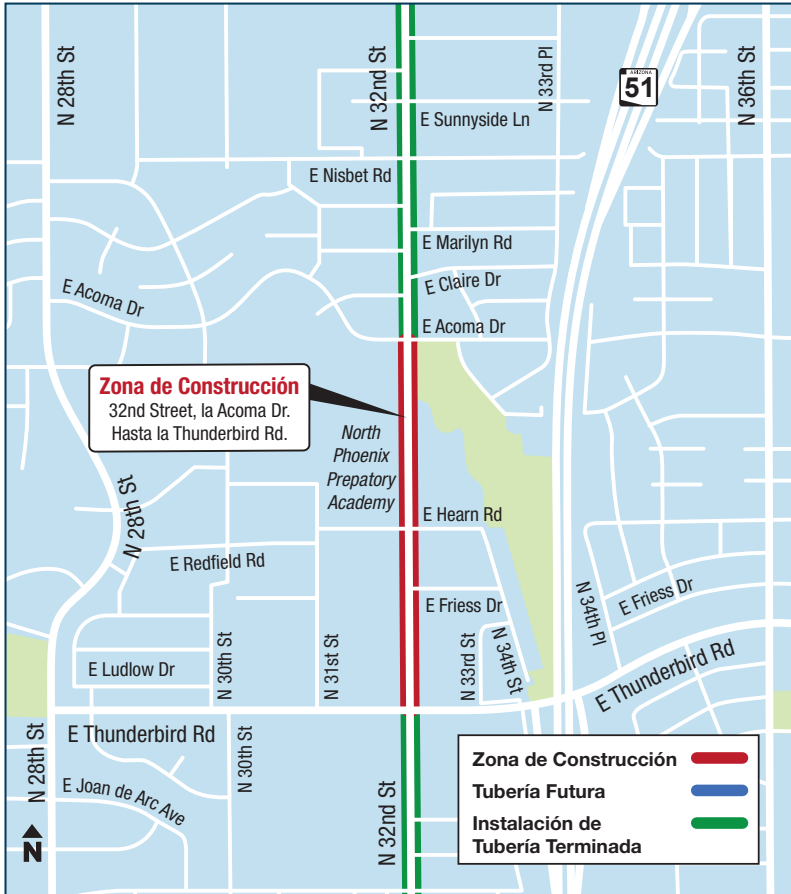 N 28th St
N 32nd St
N 33rd Pl
ARIZONA
51
N 36th St
E Sunnyside Ln
E Nisbet Rd
E Marilyn Rd
E Claire Dr
E Acoma Dr
E Acoma Dr
Zona de Construcción
32nd Street, la Acoma Dr.
Hasta la Thunderbird Rd.
North
Phoenix
Prepatory
Academy
N 28th St
E Hearn Rd
E Redfield Rd
E Friess Dr
N 34th Pl
E Friess Dr
N 30th St
N 31st St
N 33rd St
N 34th St
E Ludlow Dr
E Thunderbird Rd
E Thunderbird Rd
N 28th St
N 30th St
E Joan de Arc Ave
N 32nd St
N
Zona de Construcción
Tubería Futura
Instalación de
Tubería Terminada